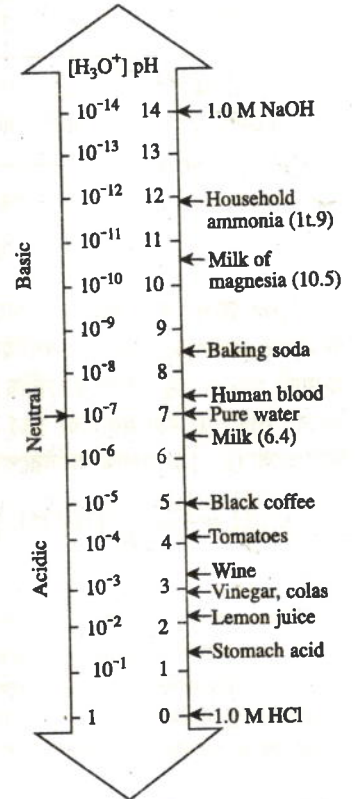 [H₃O⁺] pH
10⁻¹⁴ 14 1.0 M NaOH
10⁻¹³ 13
10⁻¹² 12 Household
ammonia (1t.9)
10⁻¹¹ 11
Milk of
magnesia (10.5)
10⁻¹⁰ 10
10⁻⁹ 9
Baking soda
10⁻⁸ 8
Human blood
10⁻⁷ 7 Pure water
Milk (6.4)
10⁻⁶ 6
10⁻⁵ 5 Black coffee
10⁻⁴ 4 Tomatoes
Wine
10⁻³ 3 Vinegar, colas
10⁻² 2 Lemon juice
Stomach acid
10⁻¹ 1
1 0 1.0 M HCl
Basic
Neutral
Acidic